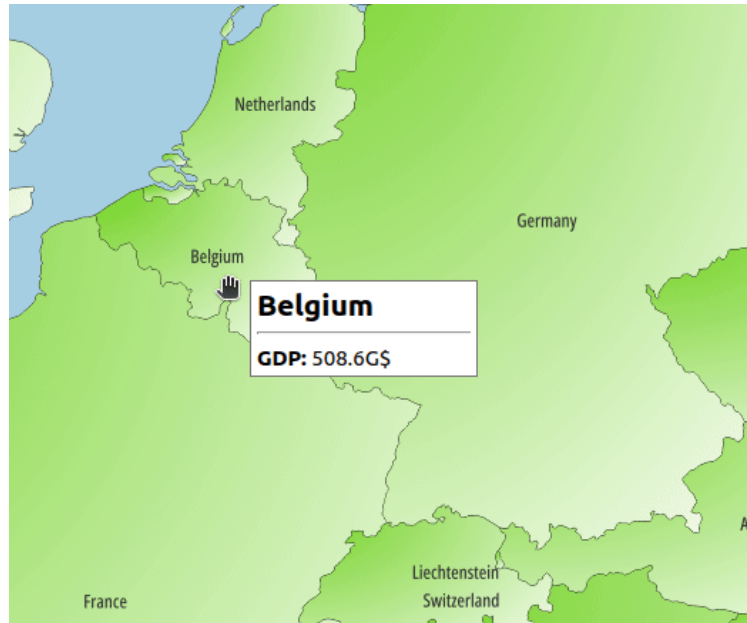 Netherlands
Germany
Belgium
Belgium
GDP: 508.6G$
A
Liechtenstein
Switzerland
France